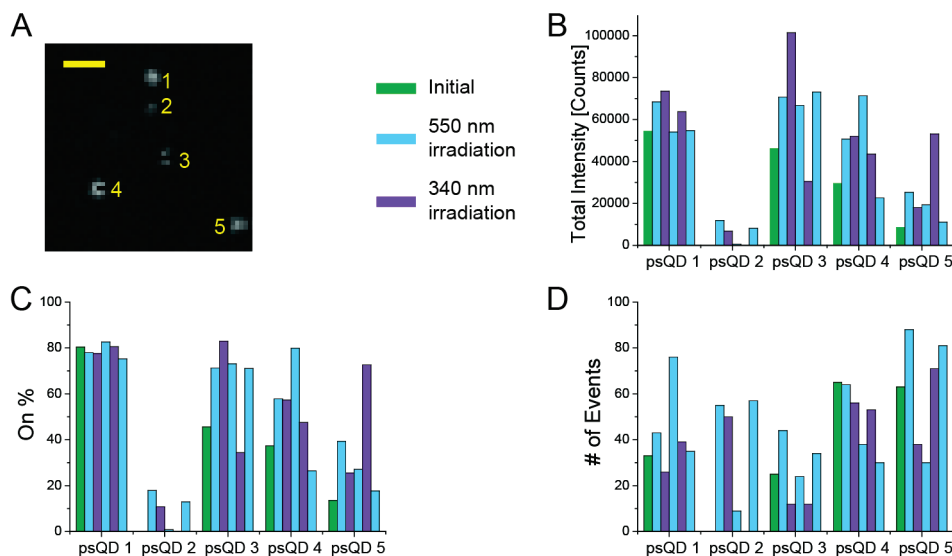 A
1
2
3
4
5
Initial
550 nm
irradiation
340 nm
irradiation
B
Total Intensity [Counts]
100000
80000
60000
40000
20000
0
psQD 1 psQD 2 psQD 3 psQD 4 psQD 5
C
On %
100
80
60
40
20
0
psQD 1 psQD 2 psQD 3 psQD 4 psQD 5
D
# of Events
100
80
60
40
20
0
psQD 1 psQD 2 psQD 3 psQD 4 psQD 5